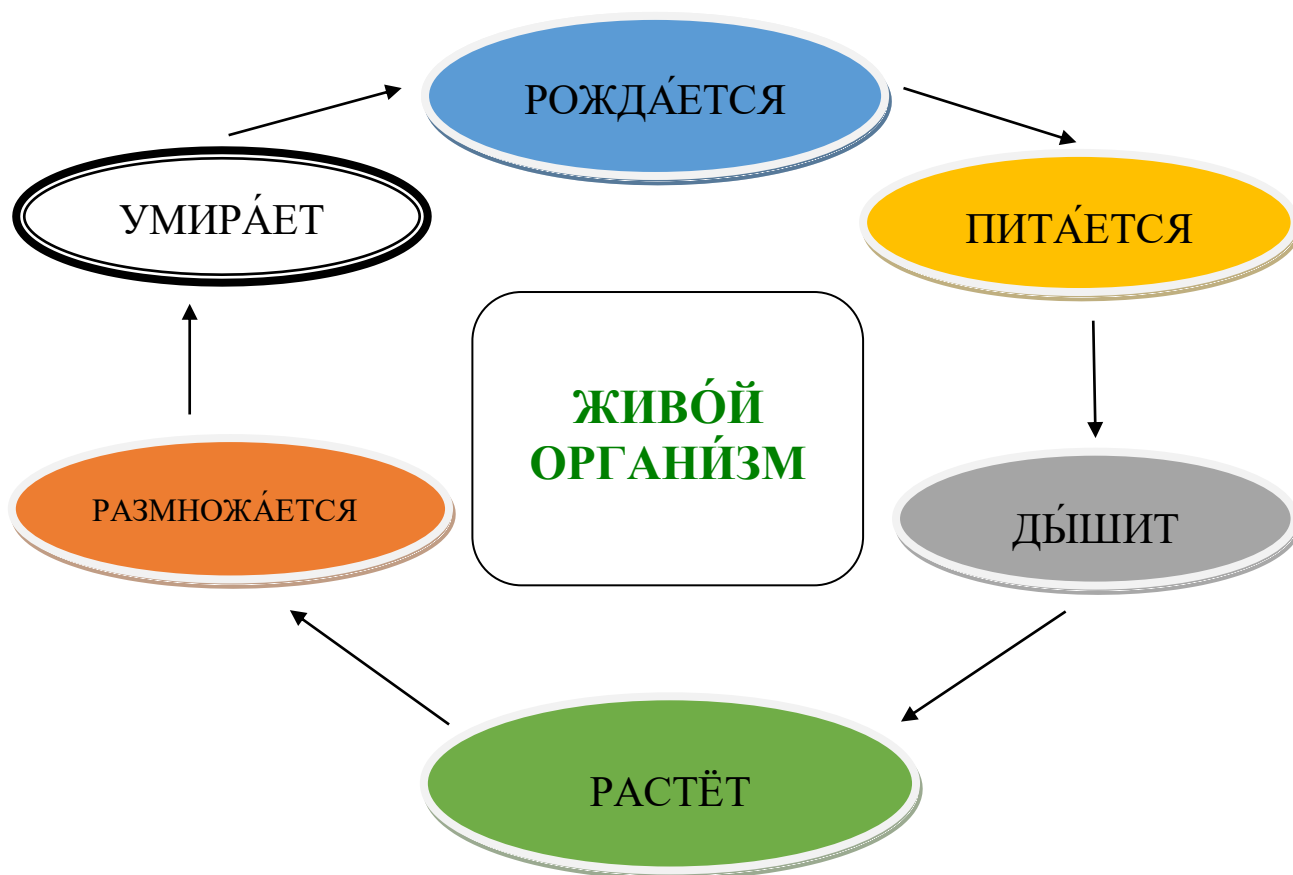 РОЖДА́ЕТСЯ
УМИРА́ЕТ
ПИТА́ЕТСЯ
ЖИВО́Й
ОРГАНИ́ЗМ
РАЗМНОЖА́ЕТСЯ
ДЫ́ШИТ
РАСТЁТ